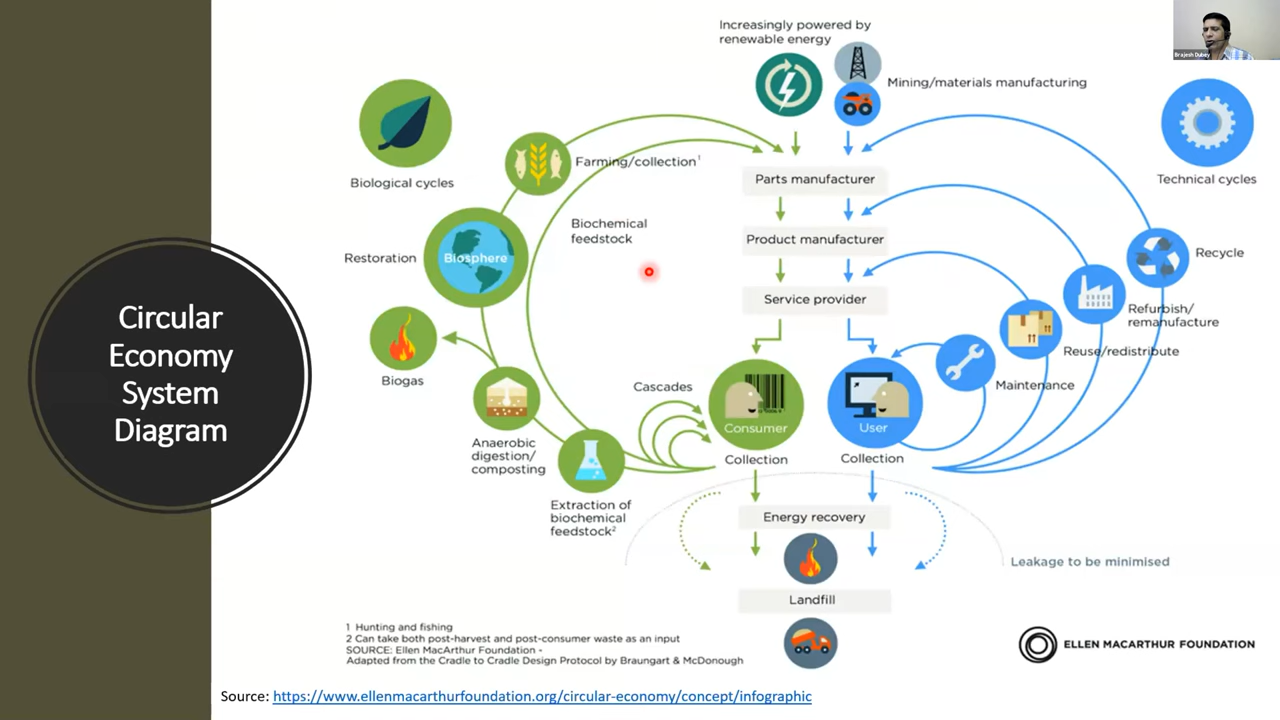 Circular
Economy
System
Diagram
Increasingly powered by
renewable energy
Mining/materials manufacturing
Brajesh Dubey
Biological cycles
Farming/collection¹
Technical cycles
Parts manufacturer
Biochemical
feedstock
Product manufacturer
Restoration
Biosphere
Recycle
Service provider
Refurbish/
remanufacture
Reuse/redistribute
Biogas
Maintenance
Cascades
Consumer
User
Collection
Collection
Anaerobic
digestion/
composting
Extraction of
biochemical
feedstock²
Energy recovery
Leakage to be minimised
Landfill
1 Hunting and fishing
2 Can take both post-harvest and post-consumer waste as an input
SOURCE: Ellen MacArthur Foundation -
Adapted from the Cradle to Cradle Design Protocol by Braungart & McDonough
ELLEN MACARTHUR FOUNDATION
Source: https://www.ellenmacarthurfoundation.org/circular-economy/concept/infographic